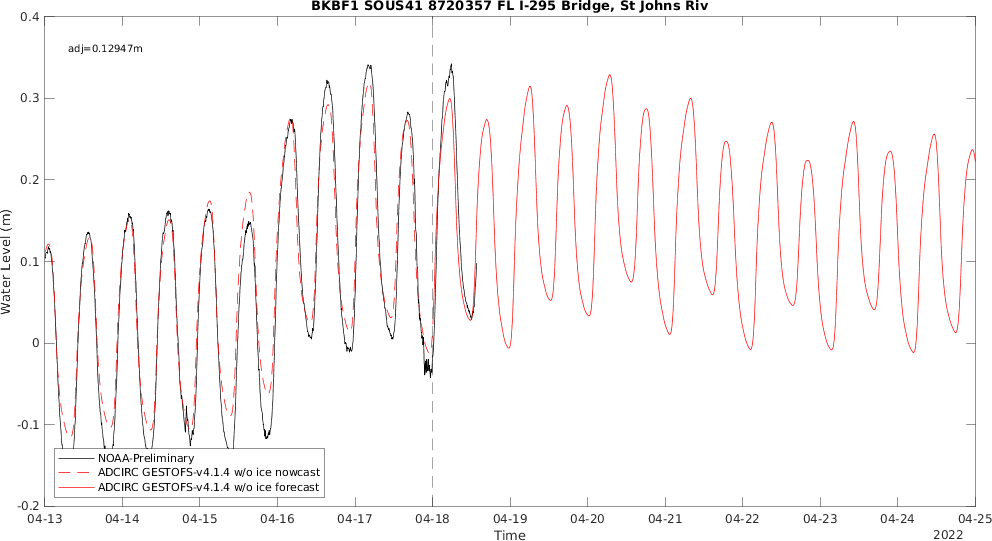 BKBF1 SOUS41 8720357 FL I-295 Bridge, St Johns Riv
adj=0.12947m
0.4
0.3
0.2
0.1
0
-0.1
-0.2
Water Level (m)
NOAA-Preliminary
ADCIRC GESTOFS-v4.1.4 w/o ice nowcast
ADCIRC GESTOFS-v4.1.4 w/o ice forecast
04-13 04-14 04-15 04-16 04-17 04-18 04-19 04-20 04-21 04-22 04-23 04-24 04-25
Time
2022